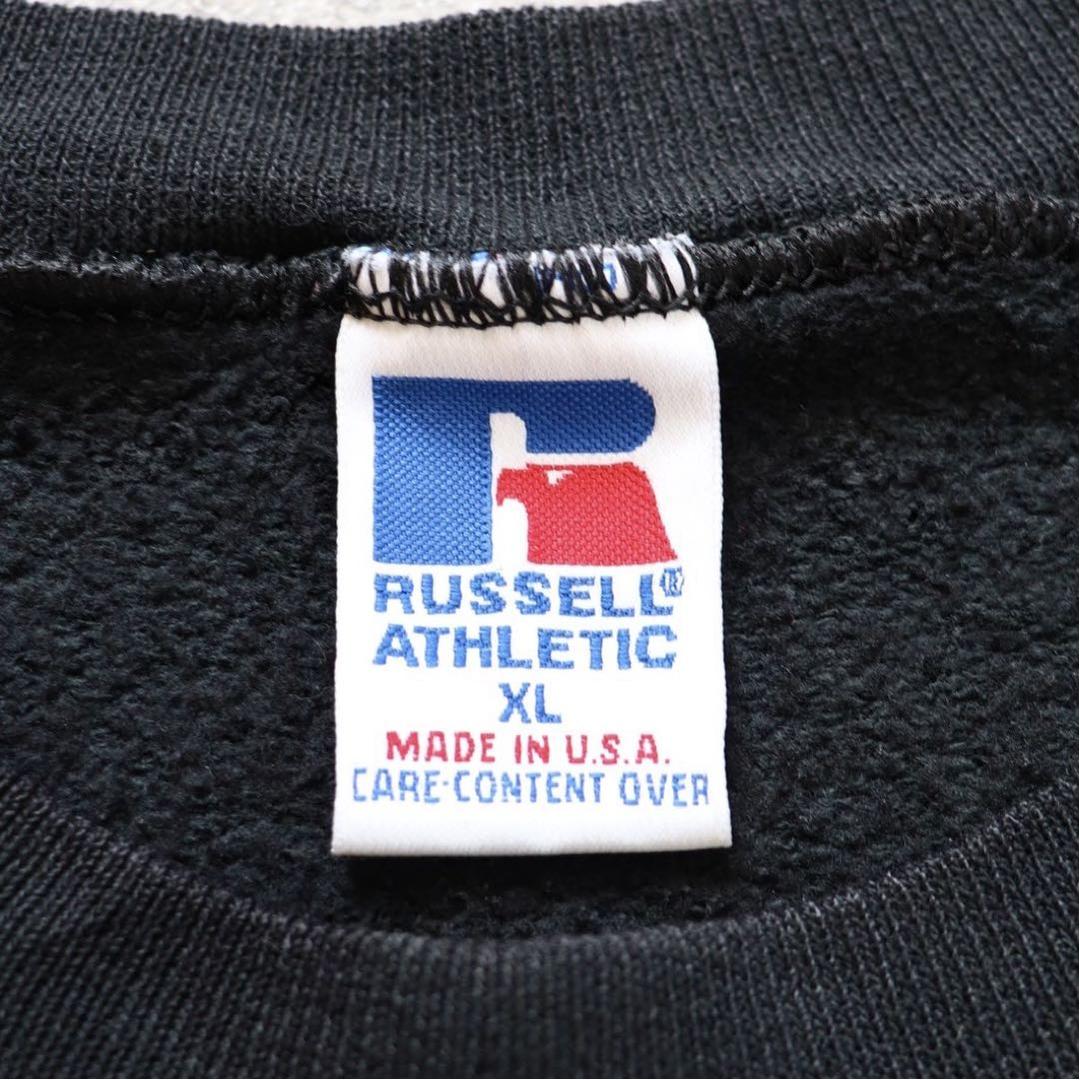 RUSSELL®
ATHLETIC
XL
MADE IN U.S.A.
CARE-CONTENT OVER